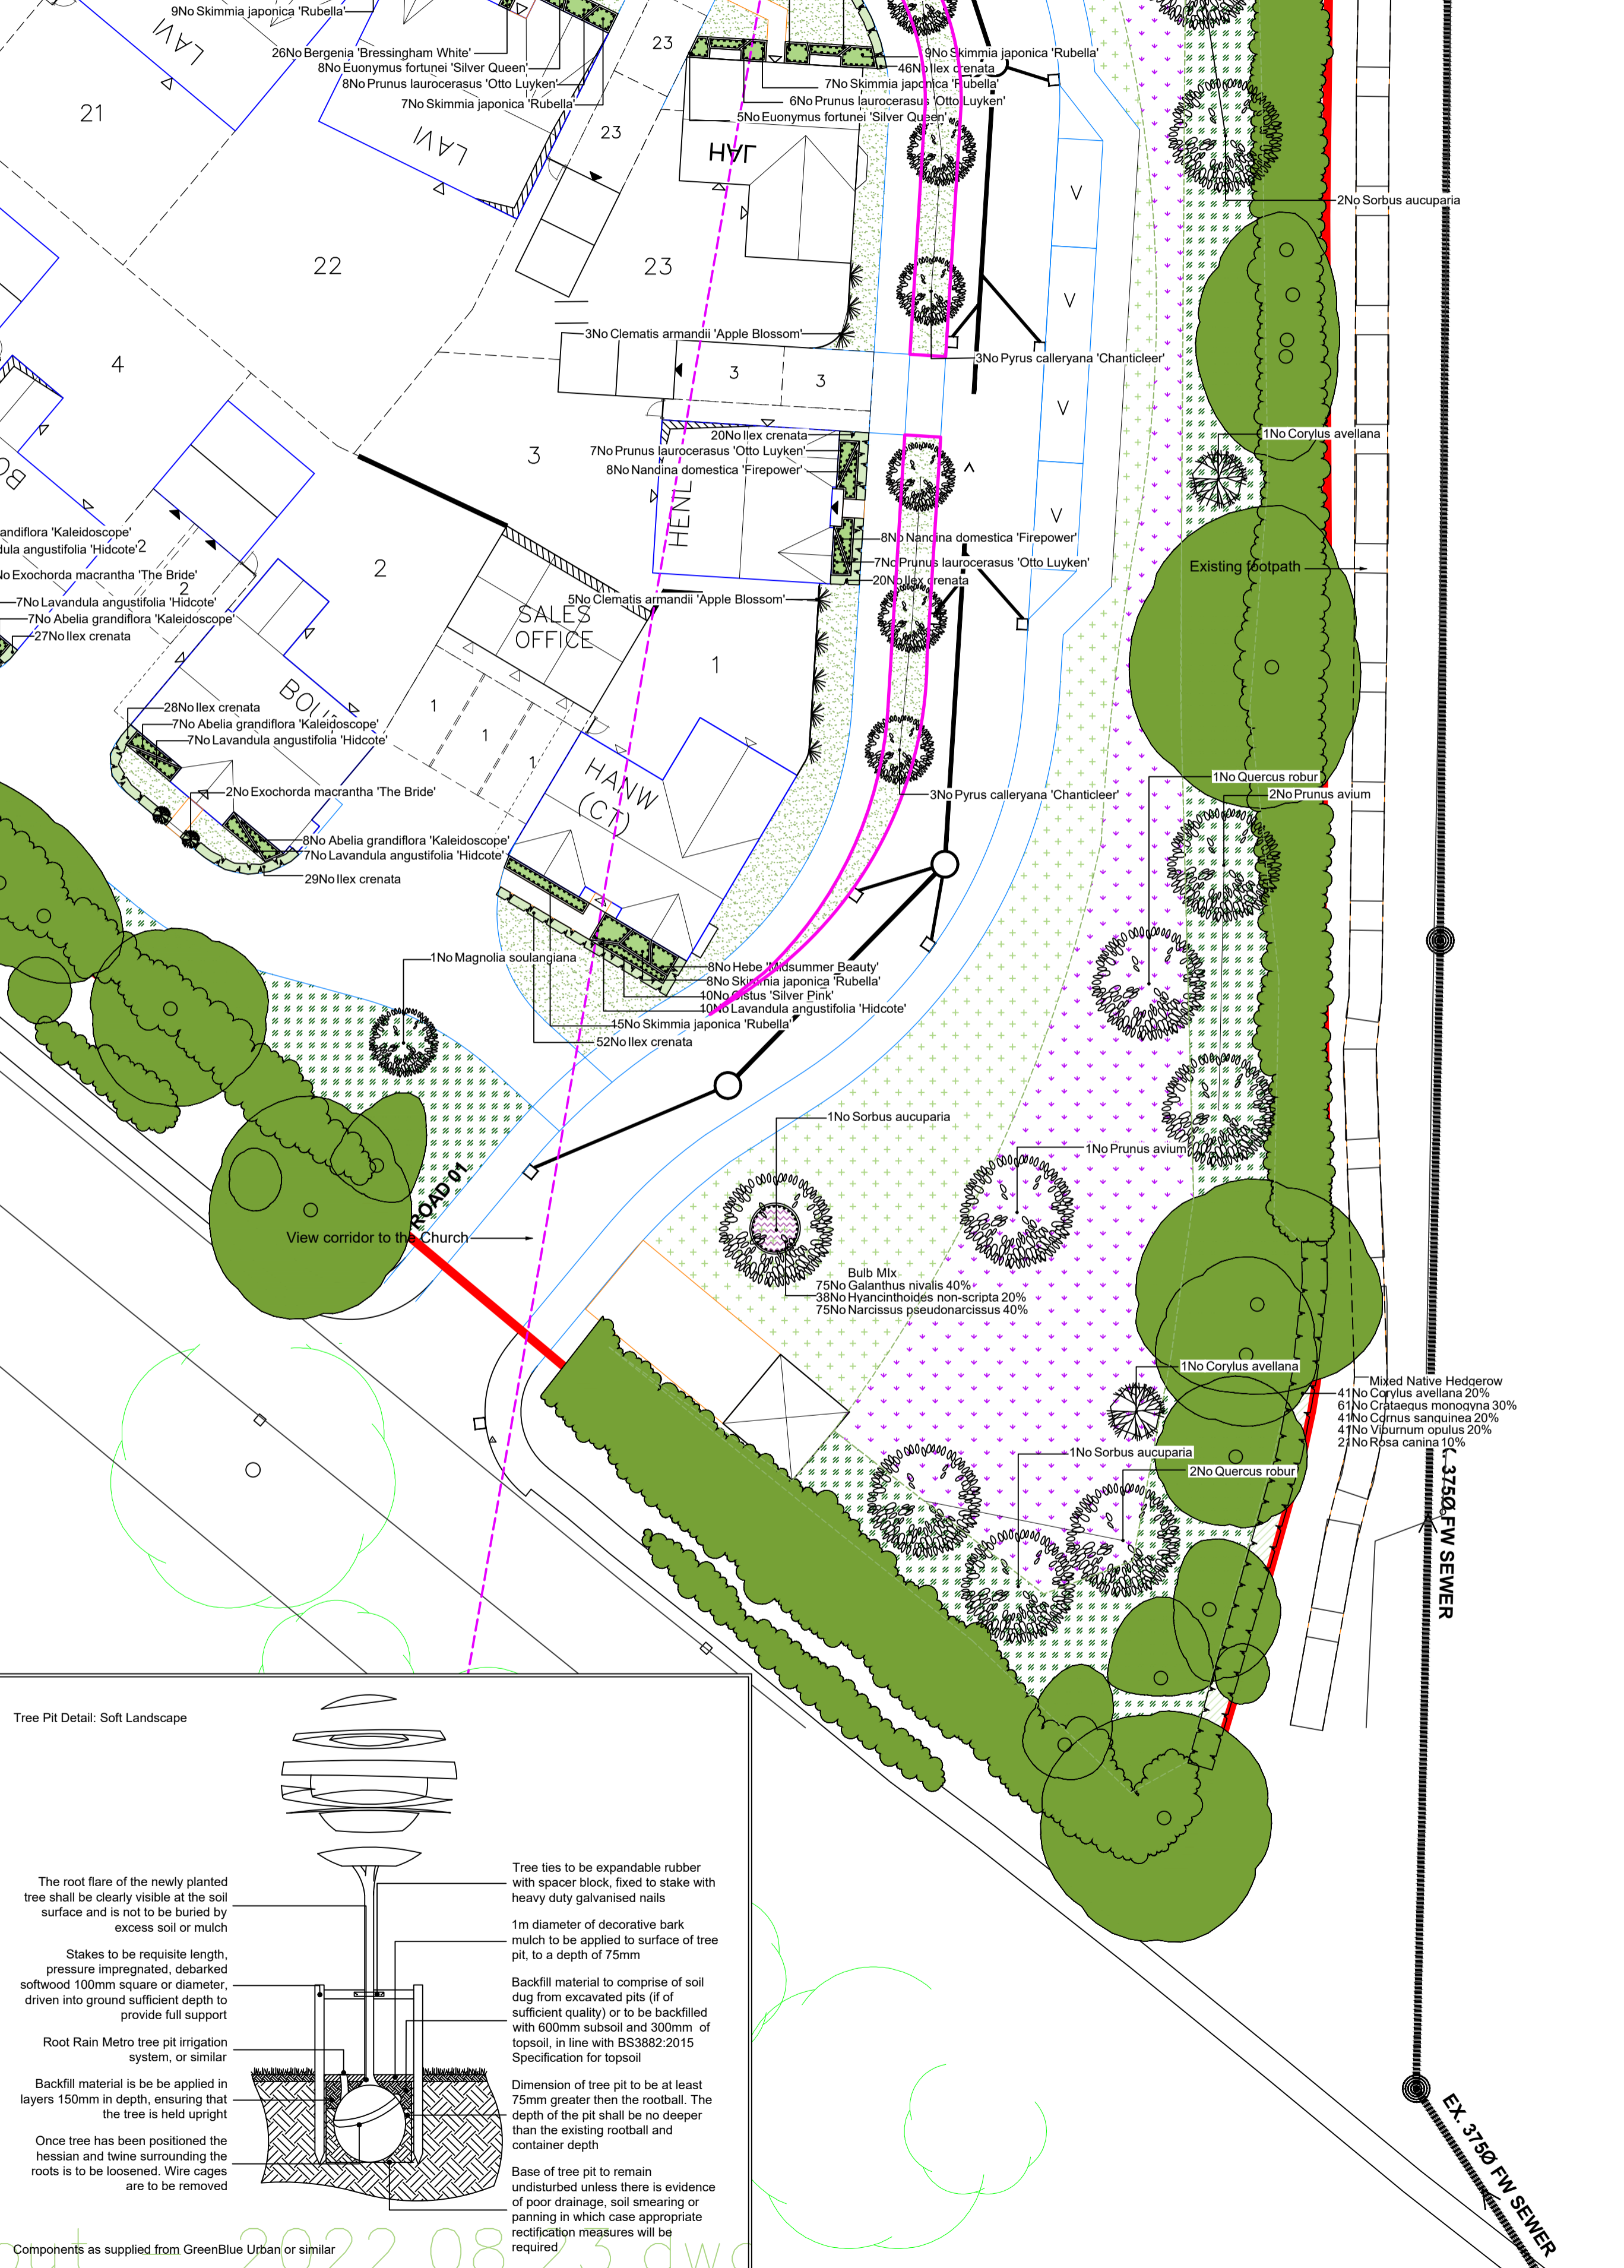 9No Skimmia japonica 'Rubella'
LAVI
26No Bergenia 'Bressingham White'
8No Euonymus fortunei 'Silver Queen'
8No Prunus laurocerasus 'Otto Luyken'
7No Skimmia japonica 'Rubella'
LAVI
21
23
23
9No Skimmia japonica 'Rubella'
46No Ilex crenata
7No Skimmia japonica 'Rubella'
6No Prunus laurocerasus 'Otto Luyken'
5No Euonymus fortunei 'Silver Queen'
HAL
V
2No Sorbus aucuparia
22
23
V
3No Clematis armandii 'Apple Blossom'
3No Pyrus calleryana 'Chanticleer'
4
3
3
V
1No Corylus avellana
20No Ilex crenata
7No Prunus laurocerasus 'Otto Luyken'
8No Nandina domestica 'Firepower'
3
HENL
V
BO
andiflora 'Kaleidoscope'
dula angustifolia 'Hidcote'
2
o Exochorda macrantha 'The Bride'
2
7No Lavandula angustifolia 'Hidcote'
7No Abelia grandiflora 'Kaleidoscope'
27No Ilex crenata
2
8No Nandina domestica 'Firepower'
7No Prunus laurocerasus 'Otto Luyken'
20No Ilex crenata
Existing footpath
5No Clematis armandii 'Apple Blossom'
SALES
OFFICE
1
1
1
1
BOU
28No Ilex crenata
7No Abelia grandiflora 'Kaleidoscope'
7No Lavandula angustifolia 'Hidcote'
2No Exochorda macrantha 'The Bride'
8No Abelia grandiflora 'Kaleidoscope'
7No Lavandula angustifolia 'Hidcote'
29No Ilex crenata
HANW
(CT)
3No Pyrus calleryana 'Chanticleer'
1No Quercus robur
2No Prunus avium
1No Magnolia soulangiana
8No Hebe 'Midsummer Beauty'
8No Skimmia japonica 'Rubella'
10No Cistus 'Silver Pink'
10No Lavandula angustifolia 'Hidcote'
15No Skimmia japonica 'Rubella'
52No Ilex crenata
1No Sorbus aucuparia
1No Prunus avium
ROAD 01
View corridor to the Church
Bulb MIx
75No Galanthus nivalis 40%
38No Hyancinthoides non-scripta 20%
75No Narcissus pseudonarcissus 40%
1No Corylus avellana
Mixed Native Hedgerow
41No Corylus avellana 20%
61No Crataegus monogyna 30%
41No Cornus sanguinea 20%
41No Viburnum opulus 20%
21No Rosa canina 10%
1No Sorbus aucuparia
2No Quercus robur
. 375Ø FW SEWER
EX. 375Ø FW SEWER
Tree Pit Detail: Soft Landscape
The root flare of the newly planted
tree shall be clearly visible at the soil
surface and is not to be buried by
excess soil or mulch
Stakes to be requisite length,
pressure impregnated, debarked
softwood 100mm square or diameter,
driven into ground sufficient depth to
provide full support
Root Rain Metro tree pit irrigation
system, or similar
Backfill material is be be applied in
layers 150mm in depth, ensuring that
the tree is held upright
Once tree has been positioned the
hessian and twine surrounding the
roots is to be loosened. Wire cages
are to be removed
Tree ties to be expandable rubber
with spacer block, fixed to stake with
heavy duty galvanised nails
1m diameter of decorative bark
mulch to be applied to surface of tree
pit, to a depth of 75mm
Backfill material to comprise of soil
dug from excavated pits (if of
sufficient quality) or to be backfilled
with 600mm subsoil and 300mm of
topsoil, in line with BS3882:2015
Specification for topsoil
Dimension of tree pit to be at least
75mm greater then the rootball. The
depth of the pit shall be no deeper
than the existing rootball and
container depth
Base of tree pit to remain
undisturbed unless there is evidence
of poor drainage, soil smearing or
panning in which case appropriate
rectification measures will be
required
Components as supplied from GreenBlue Urban or similar
out - 2022 08 23.dwg